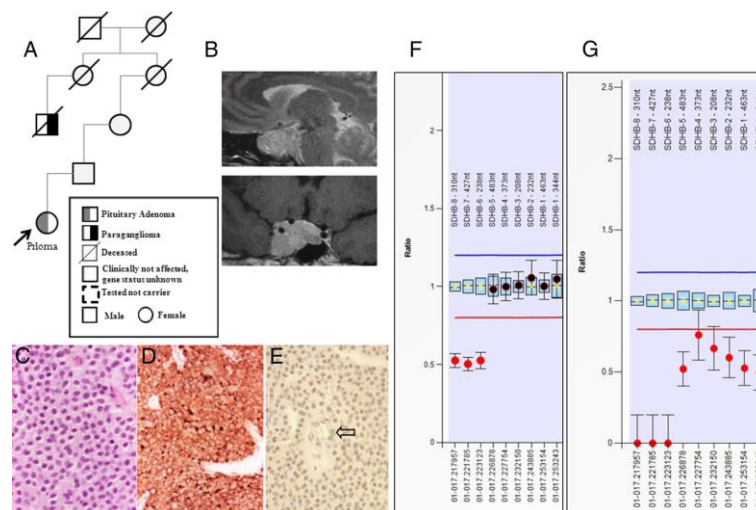 A
B
Priloma
Pituitary Adenoma
Paraganglioma
Deceased
Clinically not affected,
gene status unknown
Tested not carrier
Male
Female
C
D
E
F
Ratio
2
1.5
1
0.5
0
SDHB-8 - 310nt
SDHB-7 - 427nt
SDHB-6 - 238nt
SDHB-5 - 483nt
SDHB-4 - 373nt
SDHB-3 - 208nt
SDHB-2 - 232nt
SDHB-1 - 463nt
SDHB-1 - 344nt
01-017.217957
01-017.221785
01-017.223123
01-017.226878
01-017.227754
01-017.232150
01-017.243885
01-017.253154
01-017.253243
G
Ratio
2.5
2
1.5
1
0.5
0
SDHB-8 - 310nt
SDHB-7 - 427nt
SDHB-6 - 238nt
SDHB-5 - 483nt
SDHB-4 - 373nt
SDHB-3 - 208nt
SDHB-2 - 232nt
SDHB-1 - 463nt
01-017.217957
01-017.221785
01-017.223123
01-017.226878
01-017.227754
01-017.232150
01-017.243885
01-017.253154